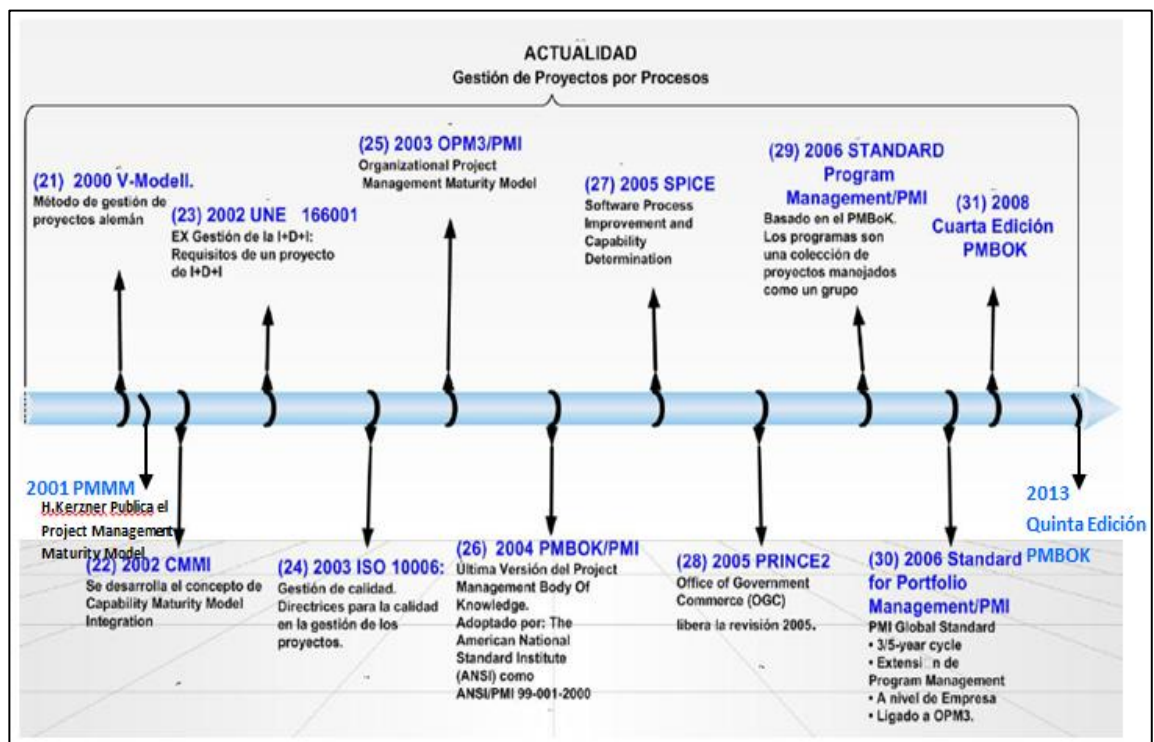 ACTUALIDAD
Gestión de Proyectos por Procesos
(21) 2000 V-Modell.
Método de gestión de
proyectos alemán
(23) 2002 UNE 166001
EX Gestión de la I+D+I:
Requisitos de un proyecto
de I+D+I
(25) 2003 OPM3/PMI
Organizational Project
Management Maturity Model
(27) 2005 SPICE
Software Process
Improvement and
Capability
Determination
(29) 2006 STANDARD
Program
Management/PMI
Basado en el PMBoK.
Los programas son
una colección de
proyectos manejados
como un grupo
(31) 2008
Cuarta Edición
PMBOK
2001 PMMM
H.Kerzner Publica el
Project Management
Maturity Model
(22) 2002 CMMI
Se desarrolla el concepto de
Capability Maturity Model
Integration
(24) 2003 ISO 10006:
Gestión de calidad.
Directrices para la calidad
en la gestión de los
proyectos.
(26) 2004 PMBOK/PMI
Última Versión del Project
Management Body Of
Knowledge.
Adoptado por: The
American National
Standard Institute
(ANSI) como
ANSI/PMI 99-001-2000
(28) 2005 PRINCE2
Office of Government
Commerce (OGC)
libera la revisión 2005.
(30) 2006 Standard
for Portfolio
Management/PMI
PMI Global Standard
• 3/5-year cycle
• Extensión de
Program Management
• A nivel de Empresa
• Ligado a OPM3.
2013
Quinta Edición
PMBOK